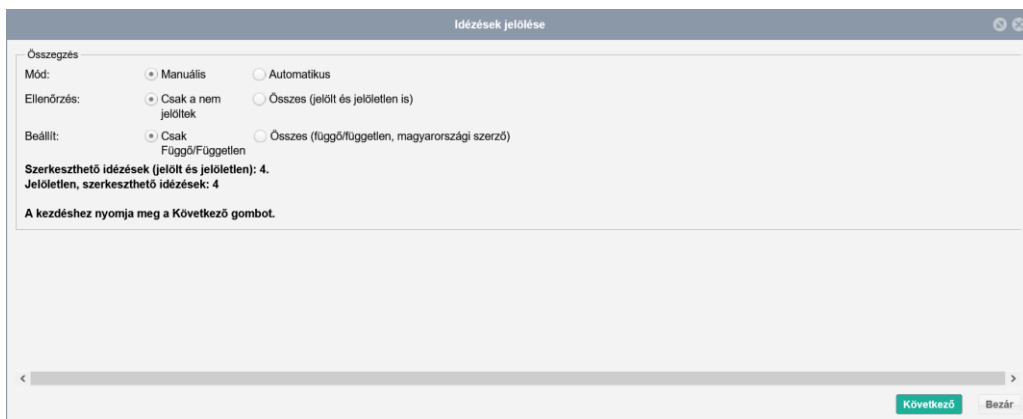 Idézések jelölése
Összegzés
Mód: Manuális Automatikus
Ellenőrzés: Csak a nem jelöltek Összes (jelölt és jelöletlen is)
Beállít: Csak Függő/Független Összes (függő/független, magyarországi szerző)
Szerkeszthető idézések (jelölt és jelöletlen): 4.
Jelöletlen, szerkeszthető idézések: 4
A kezdéshez nyomja meg a Következő gombot.
Következő Bezár